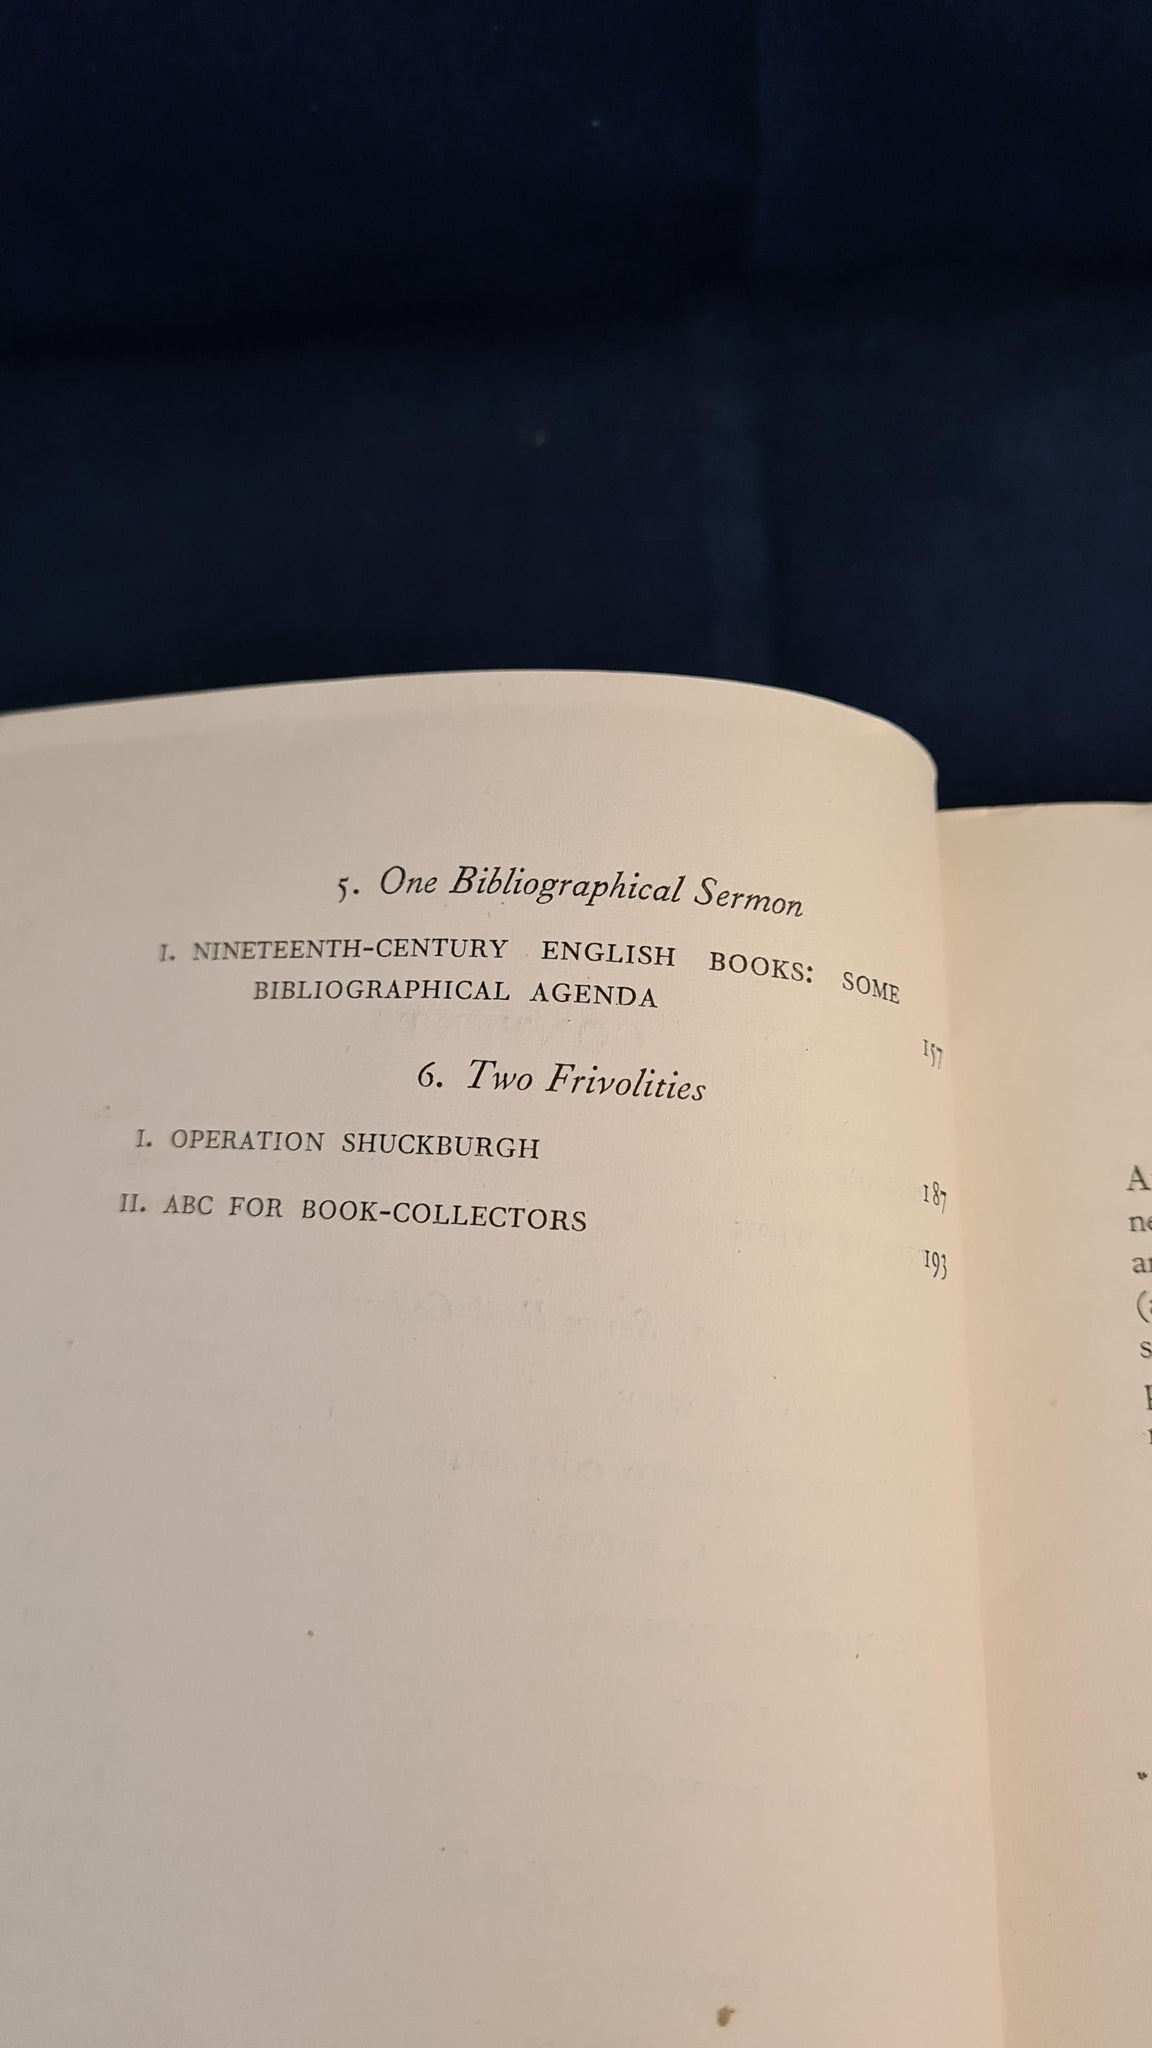 5. One Bibliographical Sermon
I. NINETEENTH-CENTURY ENGLISH BOOKS: SOME
BIBLIOGRAPHICAL AGENDA 157
6. Two Frivolities
I. OPERATION SHUCKBURGH 187
II. ABC FOR BOOK-COLLECTORS 193